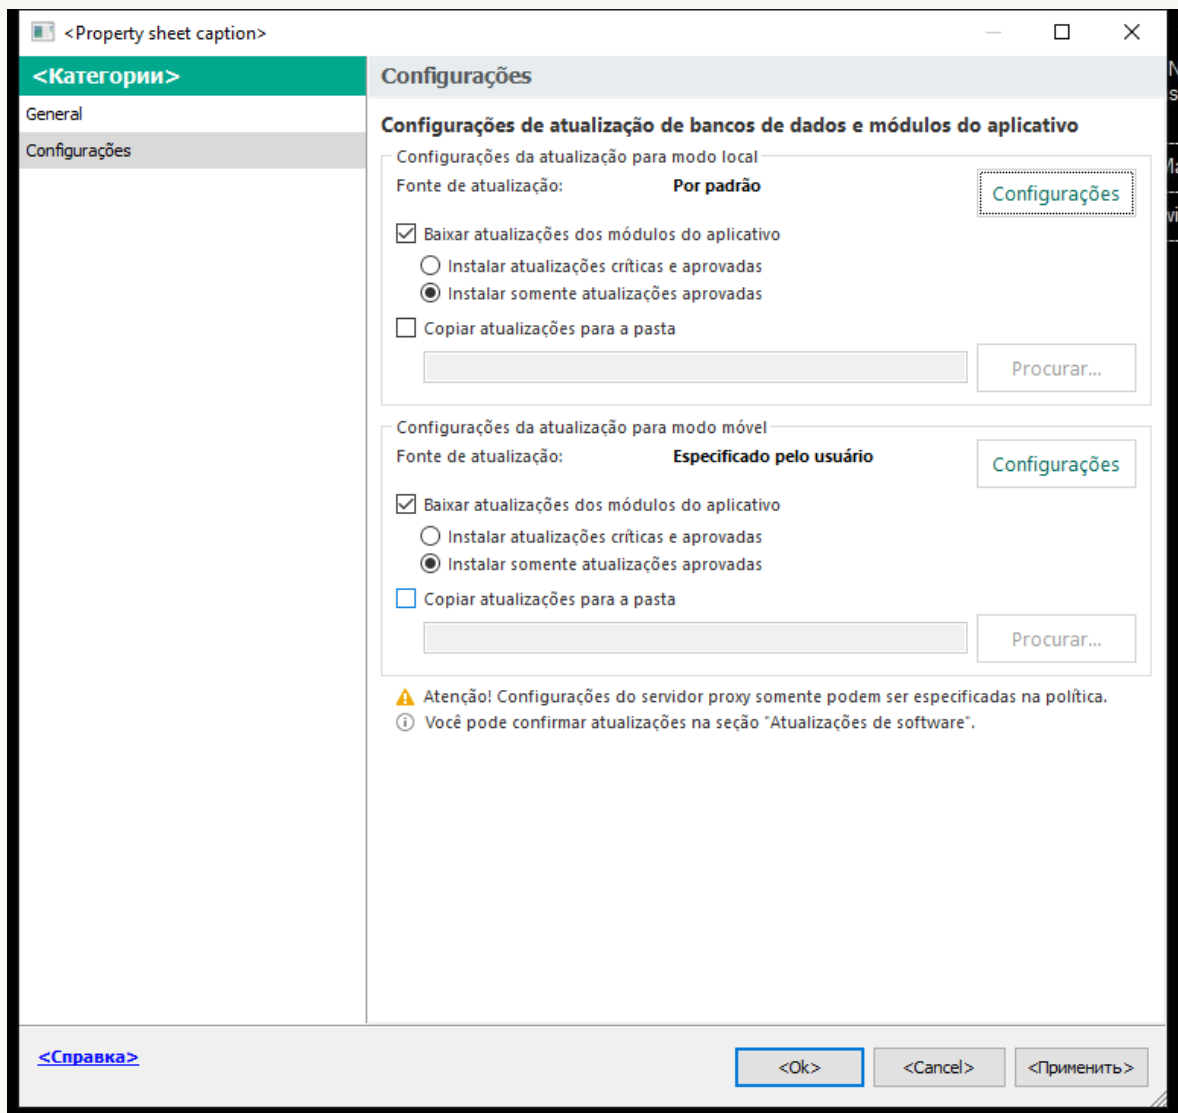 <Property sheet caption>
<Категории>
General
Configurações
Configurações
Configurações de atualização de bancos de dados e módulos do aplicativo
Configurações da atualização para modo local
Fonte de atualização: Por padrão
Configurações
Baixar atualizações dos módulos do aplicativo
Instalar atualizações críticas e aprovadas
Instalar somente atualizações aprovadas
Copiar atualizações para a pasta
Procurar...
Configurações da atualização para modo móvel
Fonte de atualização: Especificado pelo usuário
Configurações
Baixar atualizações dos módulos do aplicativo
Instalar atualizações críticas e aprovadas
Instalar somente atualizações aprovadas
Copiar atualizações para a pasta
Procurar...
Atenção! Configurações do servidor proxy somente podem ser especificadas na política.
Você pode confirmar atualizações na seção "Atualizações de software".
<Справка>
<Ok> <Cancel> <Применить>